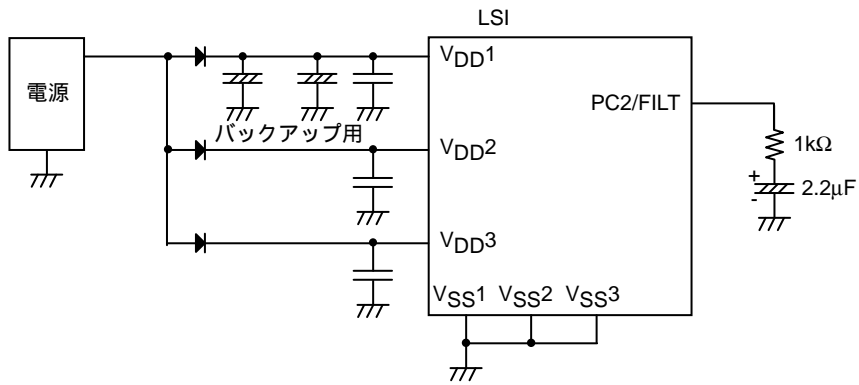 LSI
電源
バックアップ用
VDD1
VDD2
VDD3
VSS1 VSS2 VSS3
PC2/FILT
1kΩ
+
-
2.2µF